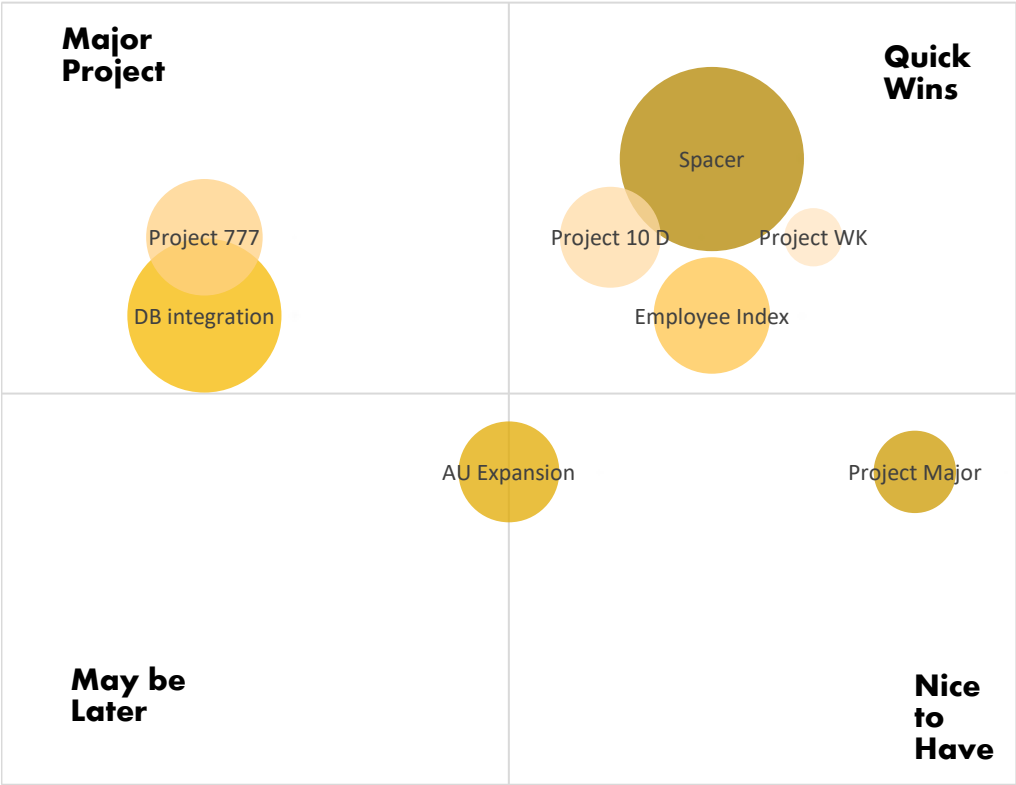 Major
Project
Quick
Wins
Spacer
Project 777
Project 10 D
Project WK
DB integration
Employee Index
AU Expansion
Project Major
May be
Later
Nice
to
Have